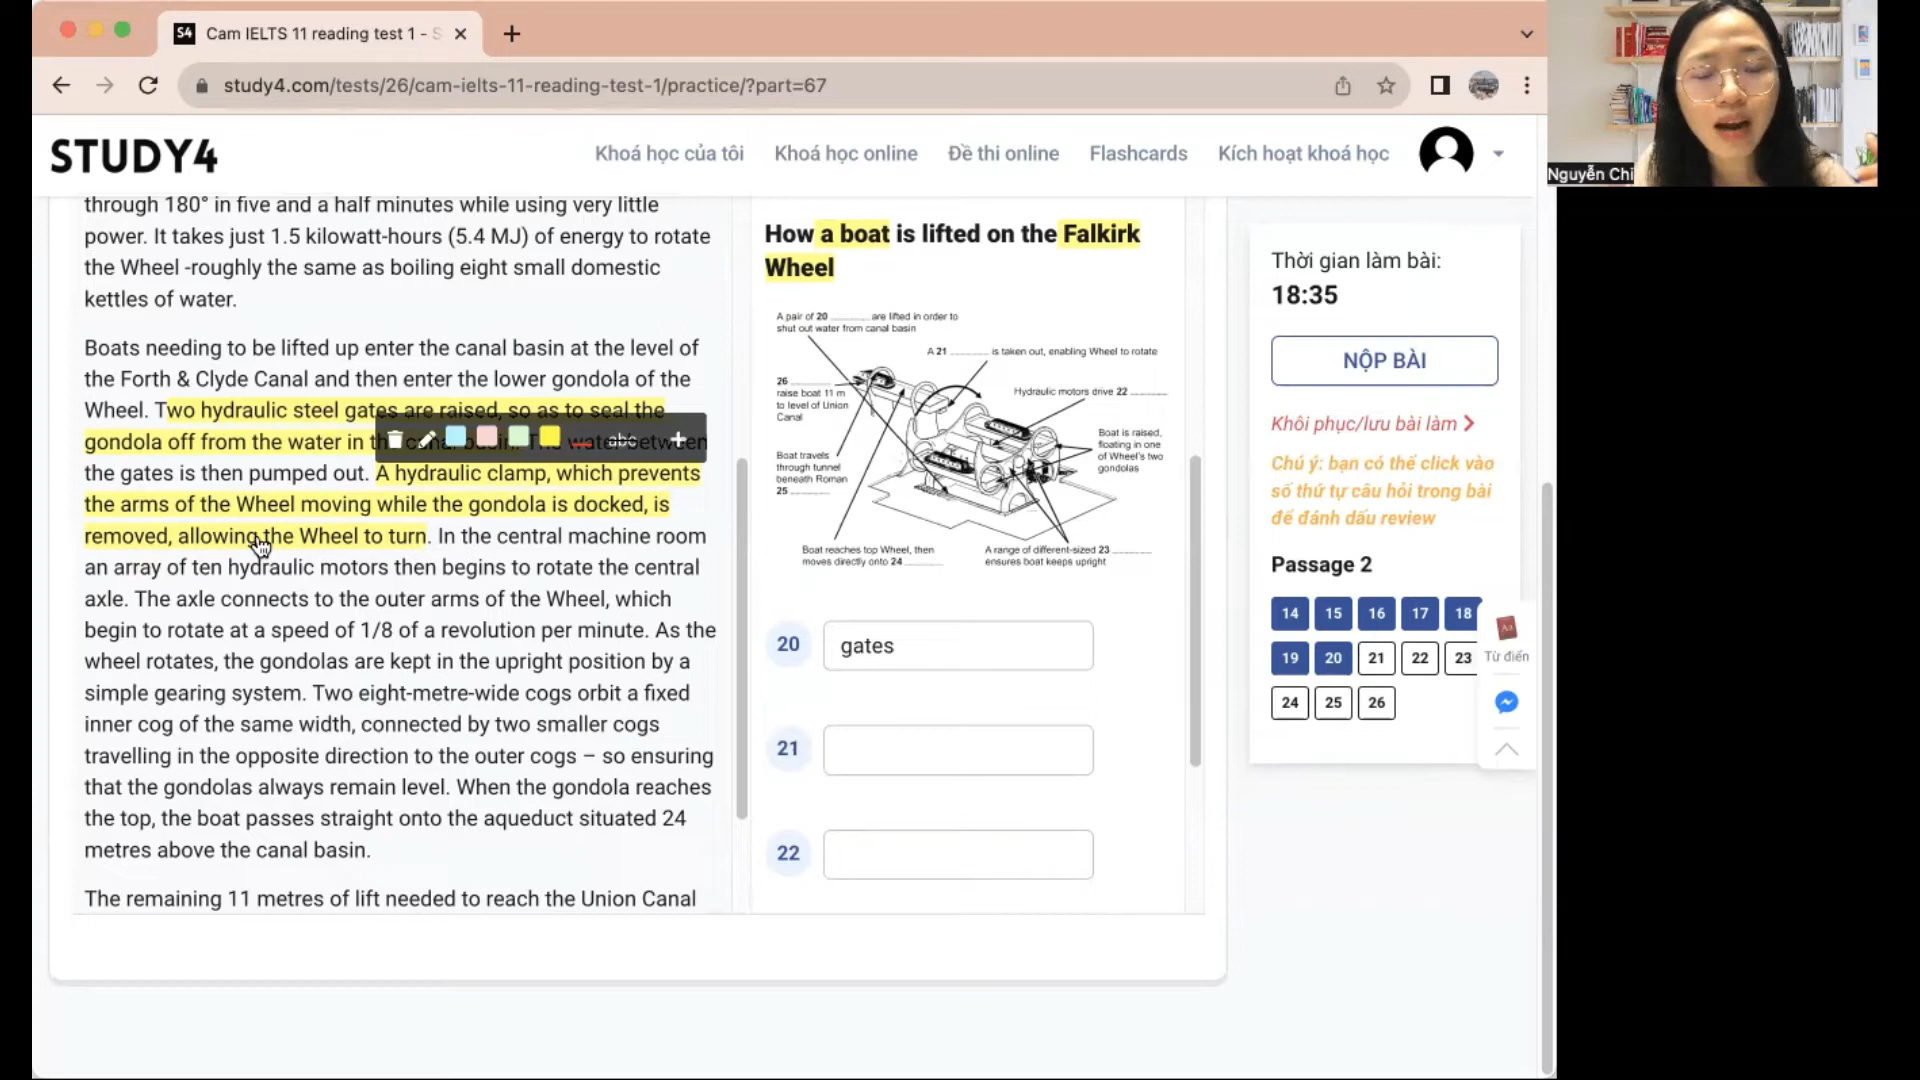 Cam IELTS 11 reading test 1 - S
study4.com/tests/26/cam-ielts-11-reading-test-1/practice/?part=67
Nguyễn Chi
STUDY4
Khoá học của tôi
Khoá học online
Đề thi online
Flashcards
Kích hoạt khoá học
through 180° in five and a half minutes while using very little
power. It takes just 1.5 kilowatt-hours (5.4 MJ) of energy to rotate
the Wheel -roughly the same as boiling eight small domestic
kettles of water.
Boats needing to be lifted up enter the canal basin at the level of
the Forth & Clyde Canal and then enter the lower gondola of the
Wheel. Two hydraulic steel gates are raised, so as to seal the
gondola off from the water in the canal basin. The water between
the gates is then pumped out. A hydraulic clamp, which prevents
the arms of the Wheel moving while the gondola is docked, is
removed, allowing the Wheel to turn. In the central machine room
an array of ten hydraulic motors then begins to rotate the central
axle. The axle connects to the outer arms of the Wheel, which
begin to rotate at a speed of 1/8 of a revolution per minute. As the
wheel rotates, the gondolas are kept in the upright position by a
simple gearing system. Two eight-metre-wide cogs orbit a fixed
inner cog of the same width, connected by two smaller cogs
travelling in the opposite direction to the outer cogs – so ensuring
that the gondolas always remain level. When the gondola reaches
the top, the boat passes straight onto the aqueduct situated 24
metres above the canal basin.
The remaining 11 metres of lift needed to reach the Union Canal
abc
How a boat is lifted on the Falkirk
Wheel
A pair of 20 ........ are lifted in order to
shut out water from canal basin
A 21 ........ is taken out, enabling Wheel to rotate
26 ........
raise boat 11 m
to level of Union
Canal
Hydraulic motors drive 22 ........
Boat is raised,
floating in one
of Wheel's two
gondolas
Boat travels
through tunnel
beneath Roman
25 ........
Boat reaches top Wheel, then
moves directly onto 24 ........
A range of different-sized 23 ........
ensures boat keeps upright
20
gates
21
22
Thời gian làm bài:
18:35
NỘP BÀI
Khôi phục/lưu bài làm
Chú ý: bạn có thể click vào
số thứ tự câu hỏi trong bài
để đánh dấu review
Passage 2
14 15 16 17 18
19 20 21 22 23
24 25 26
Aa
Từ điển